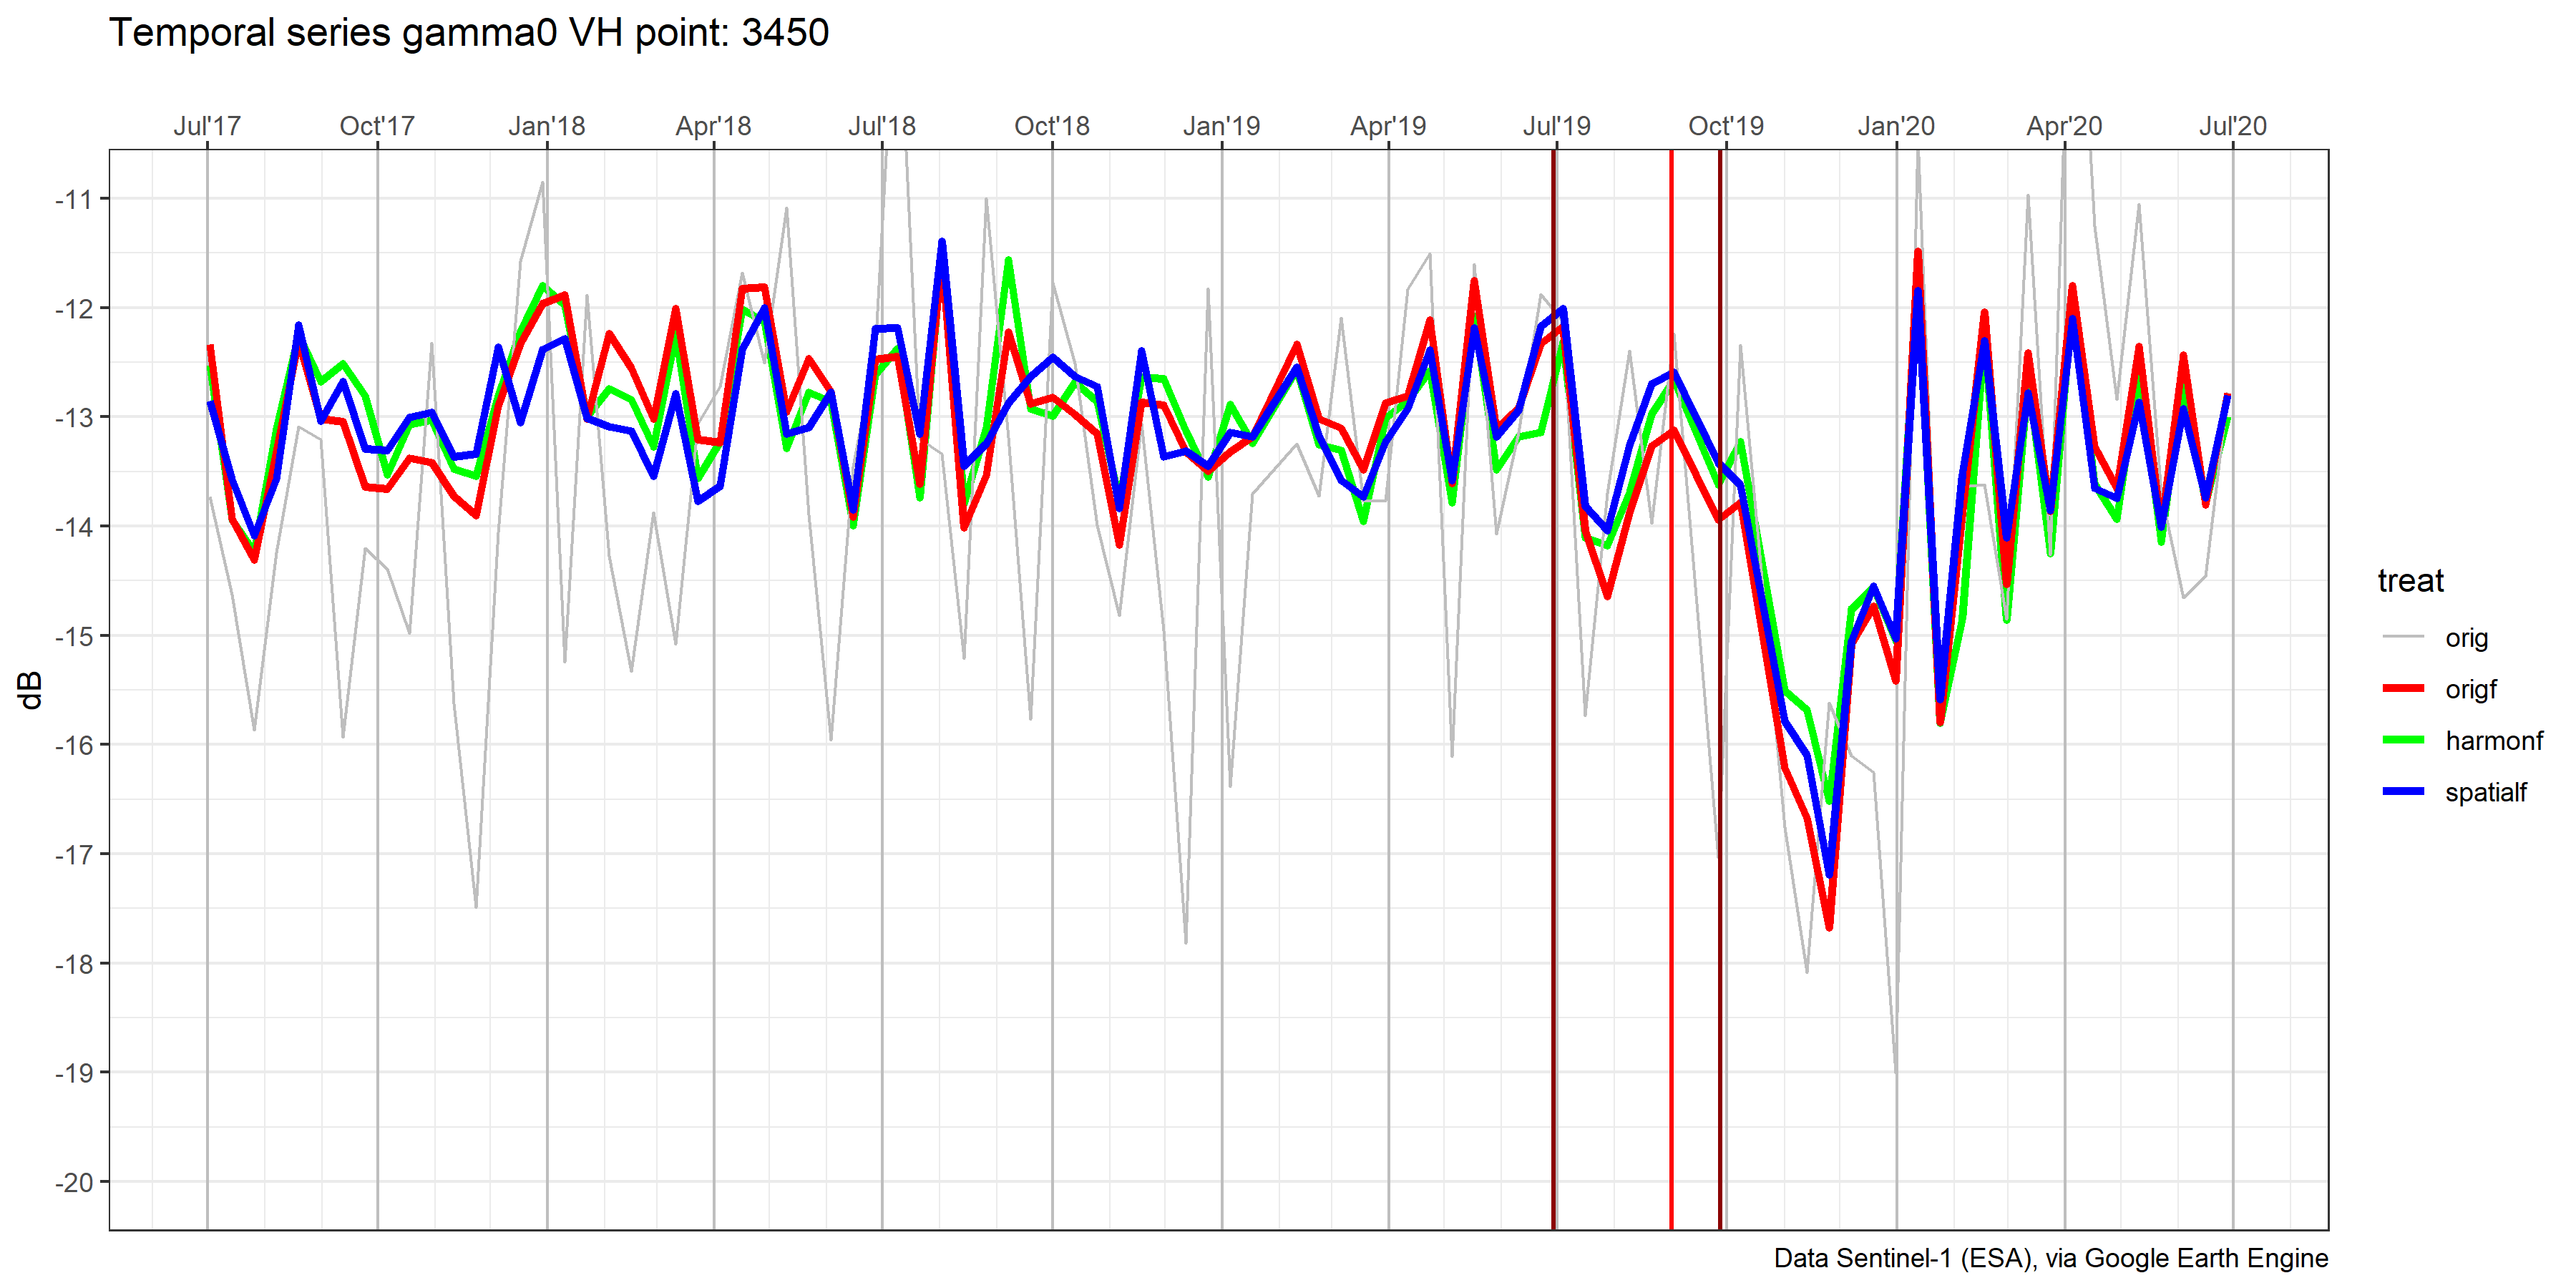 Temporal series gamma0 VH point: 3450
Jul'17 Oct'17 Jan'18 Apr'18 Jul'18 Oct'18 Jan'19 Apr'19 Jul'19 Oct'19 Jan'20 Apr'20 Jul'20
-11
-12
-13
-14
-15
-16
-17
-18
-19
-20
dB
treat
orig
origf
harmonf
spatialf
Data Sentinel-1 (ESA), via Google Earth Engine